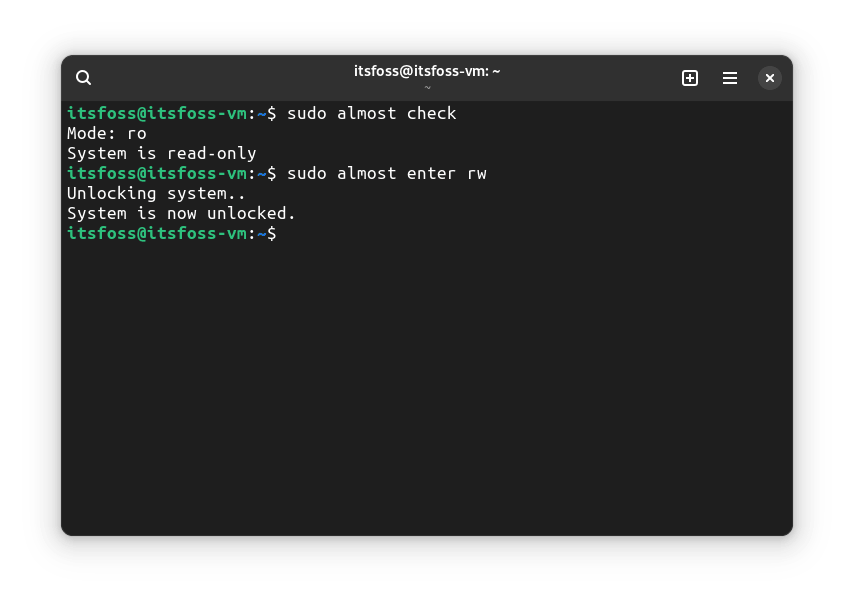 itsfoss@itsfoss-vm: ~
~
itsfoss@itsfoss-vm:~$ sudo almost check
Mode: ro
System is read-only
itsfoss@itsfoss-vm:~$ sudo almost enter rw
Unlocking system..
System is now unlocked.
itsfoss@itsfoss-vm:~$